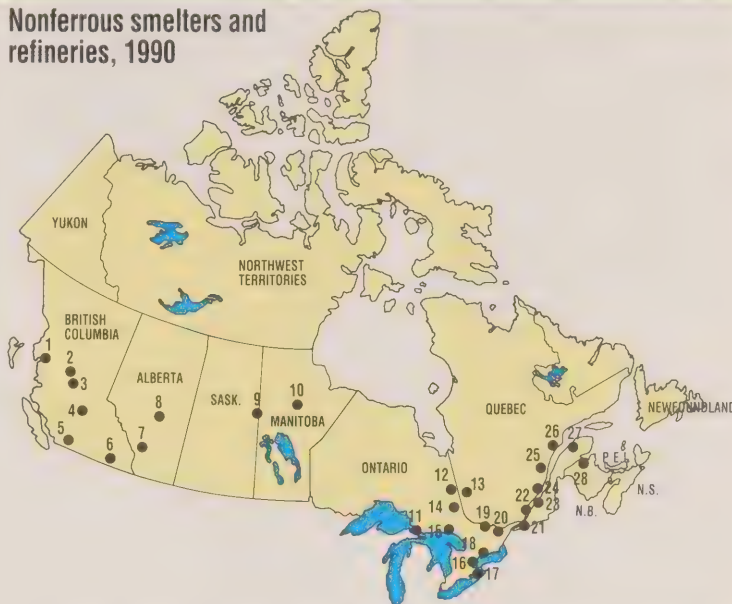 Nonferrous smelters and
refineries, 1990
YUKON
NORTHWEST
TERRITORIES
BRITISH
COLUMBIA
1
2
3
ALBERTA
4
8
SASK.
9
10
MANITOBA
5
6
7
QUEBEC
NEWFOUNDLAND
26
27
8
P.E.I.
25
28
ONTARIO
12
13
24
N.S.
22
23
N.B.
14
19
20
21
11
15
18
16
17